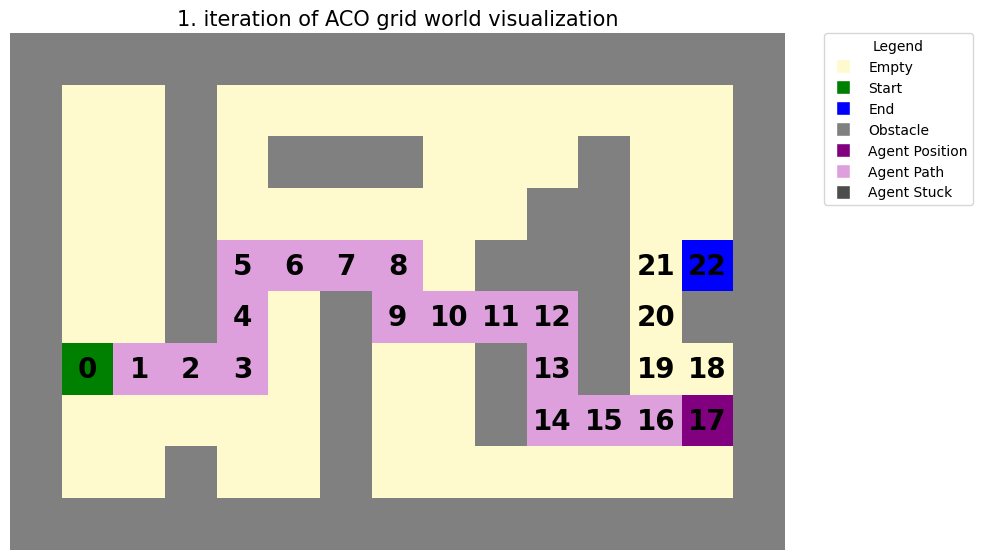 1. iteration of ACO grid world visualization
Legend
Empty
Start
End
Obstacle
Agent Position
Agent Path
Agent Stuck
5 6 7 8 21 22
4 9 10 11 12 20
0 1 2 3 13 19 18
14 15 16 17